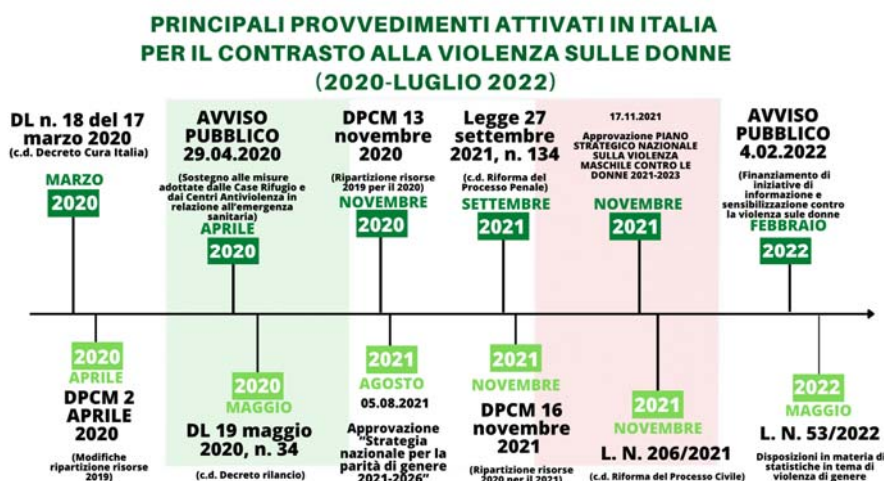 PRINCIPALI PROVVEDIMENTI ATTIVATI IN ITALIA
PER IL CONTRASTO ALLA VIOLENZA SULLE DONNE
(2020-LUGLIO 2022)
DL n. 18 del 17
marzo 2020
(c.d. Decreto Cura Italia)
MARZO
2020
AVVISO
PUBBLICO
29.04.2020
(Sostegno alle misure
adottate dalle Case Rifugio e
dai Centri Antiviolenza in
relazione all'emergenza
sanitaria)
APRILE
2020
DPCM 13
novembre
2020
(Ripartizione risorse
2019 per il 2020)
NOVEMBRE
2020
Legge 27
settembre
2021, n. 134
(c.d. Riforma del
Processo Penale)
SETTEMBRE
2021
17.11.2021
Approvazione PIANO
STRATEGICO NAZIONALE
SULLA VIOLENZA
MASCHILE CONTRO LE
DONNE 2021-2023
NOVEMBRE
2021
AVVISO
PUBBLICO
4.02.2022
(Finanziamento di
iniziative di
informazione e
sensibilizzazione contro
la violenza sule donne
FEBBRAIO
2022
2020
APRILE
DPCM 2
APRILE
2020
(Modifiche
ripartizione risorse
2019)
2020
MAGGIO
DL 19 maggio
2020, n. 34
(c.d. Decreto rilancio)
2021
AGOSTO
05.08.2021
Approvazione
"Strategia
nazionale per la
parità di genere
2021-2026"
2021
NOVEMBRE
DPCM 16
novembre
2021
(Ripartizione risorse
2020 per il 2021)
2021
NOVEMBRE
L. N. 206/2021
(c.d. Riforma del Processo Civile)
2022
MAGGIO
L. N. 53/2022
Disposizioni in materia di
statistiche in tema di
violenza di genere